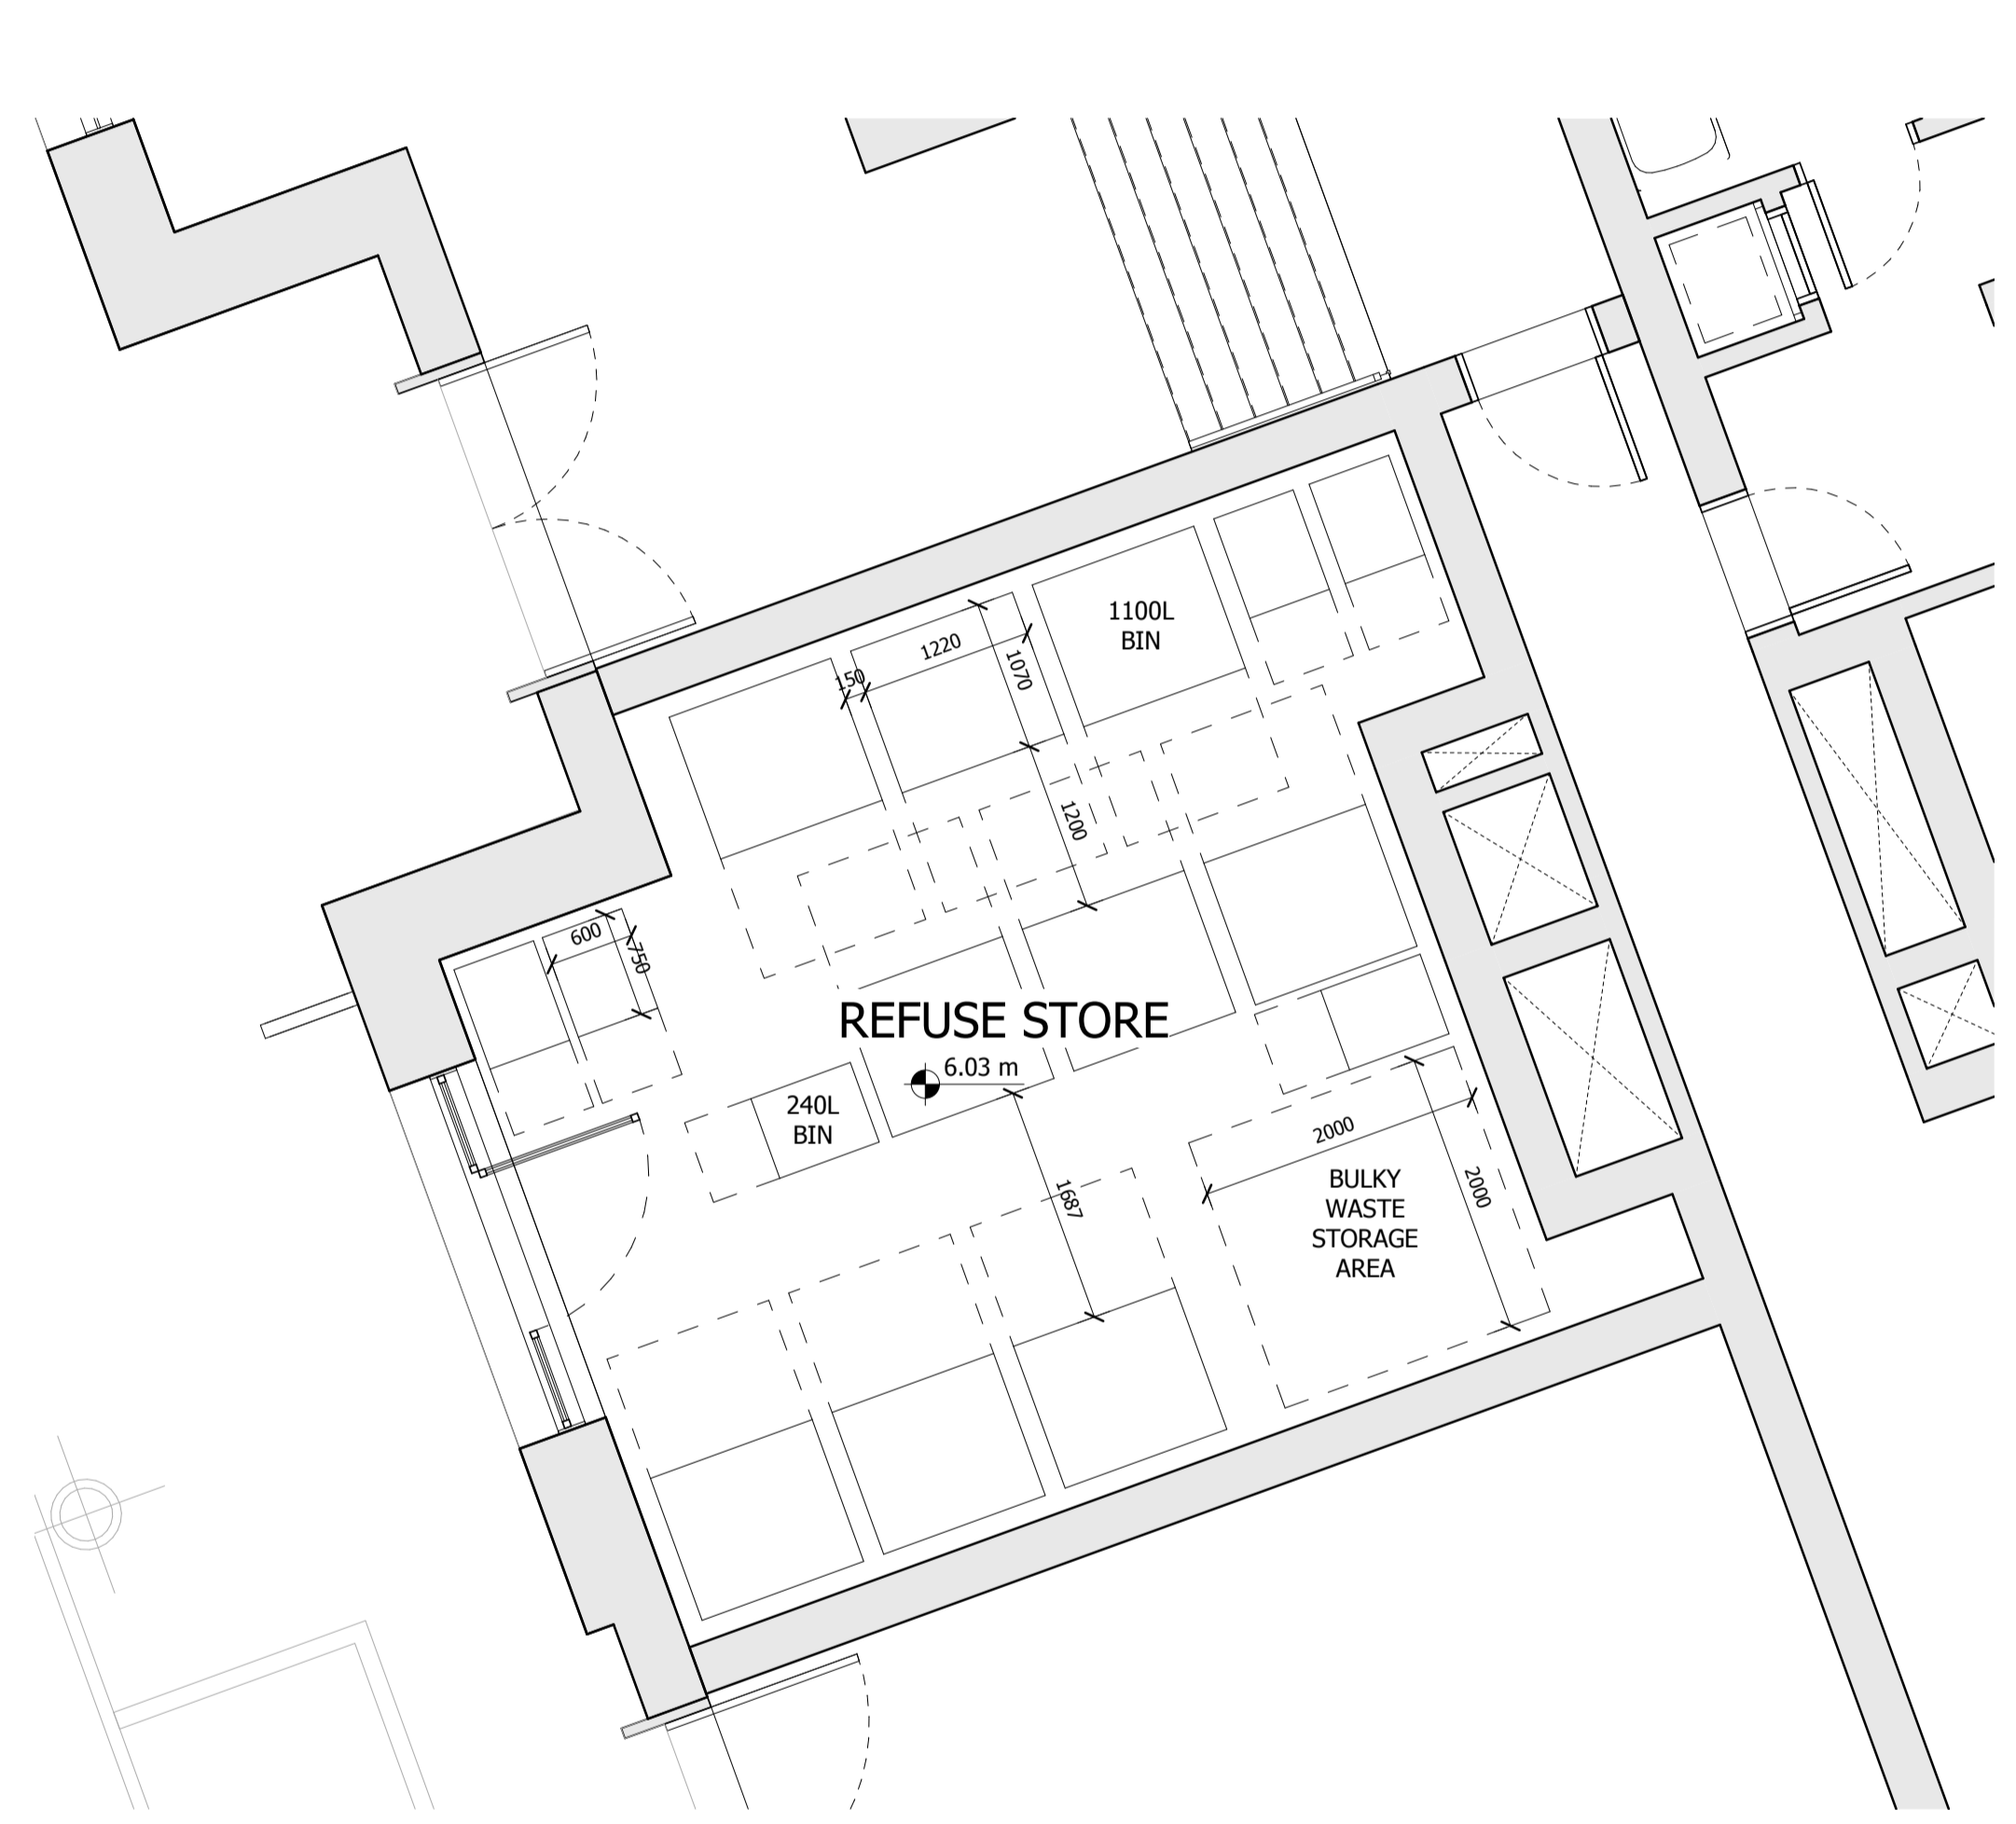 1100L
BIN
1220
150
1070
1200
600
750
REFUSE STORE
6.03 m
240L
BIN
2000
1687
2000
BULKY
WASTE
STORAGE
AREA